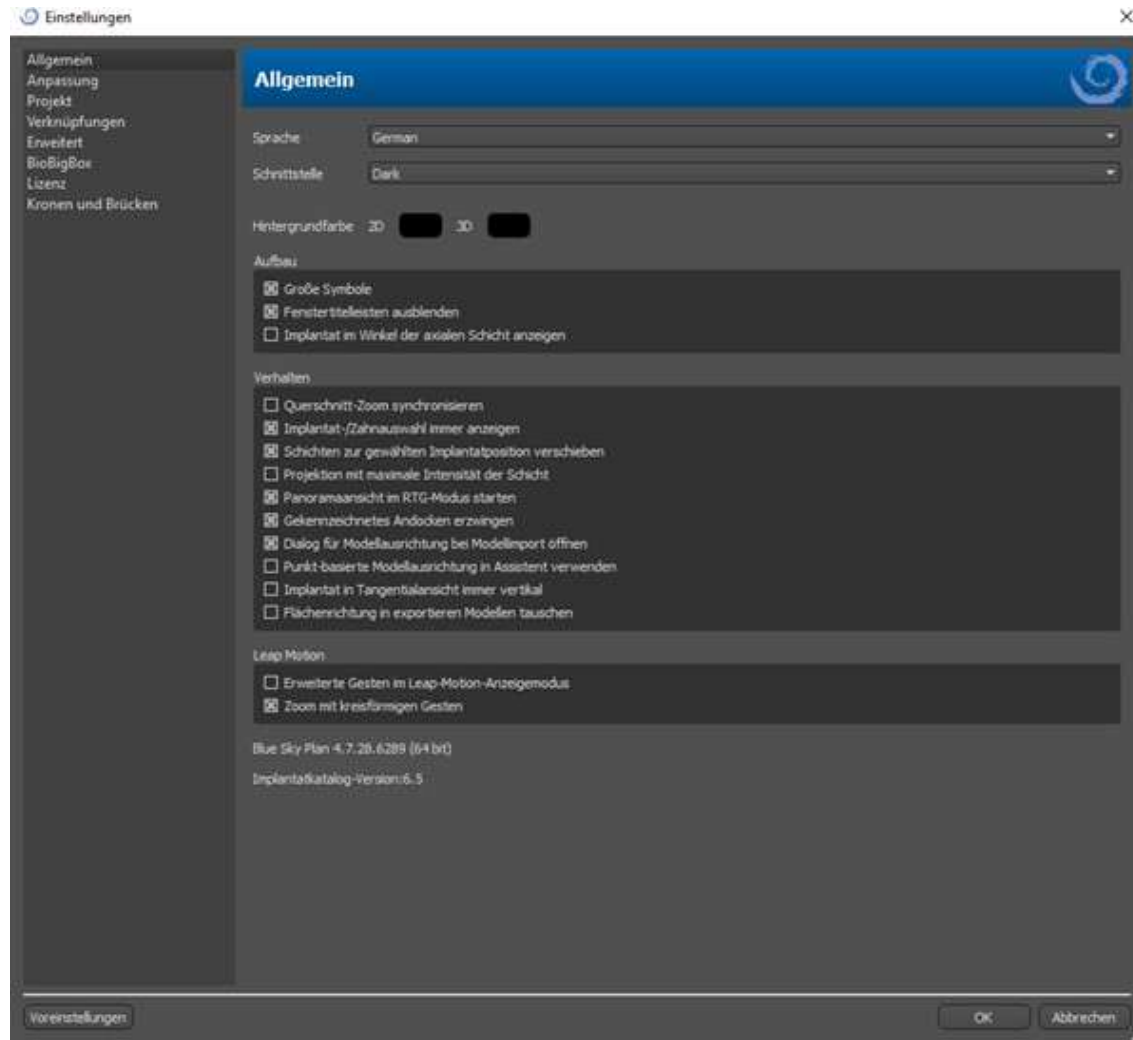 Einstellungen
Allgemein
Anpassung
Projekt
Verknüpfungen
Erweitert
BioBigBox
Lizenz
Kronen und Brücken
Allgemein
Sprache German
Schnittstelle Dark
Hintergrundfarbe 2D 3D
Aufbau
Große Symbole
Fenstertitelleisten ausblenden
Implantat im Winkel der axialen Schicht anzeigen
Verhalten
Querschnitt-Zoom synchronisieren
Implantat-/Zahnauswahl immer anzeigen
Schichten zur gewählten Implantatposition verschieben
Projektion mit maximale Intensität der Schicht
Panoramaansicht im RTG-Modus starten
Gekennzeichnetes Andocken erzwingen
Dialog für Modellausrichtung bei Modellimport öffnen
Punkt-basierte Modellausrichtung in Assistent verwenden
Implantat in Tangentialansicht immer vertikal
Flächenrichtung in exportieren Modellen tauschen
Leap Motion
Erweiterte Gesten im Leap-Motion-Anzeigemodus
Zoom mit kreisförmigen Gesten
Blue Sky Plan 4.7.28.6289 (64 bit)
Implantatkatalog-Version:6.5
Voreinstellungen
OK
Abbrechen